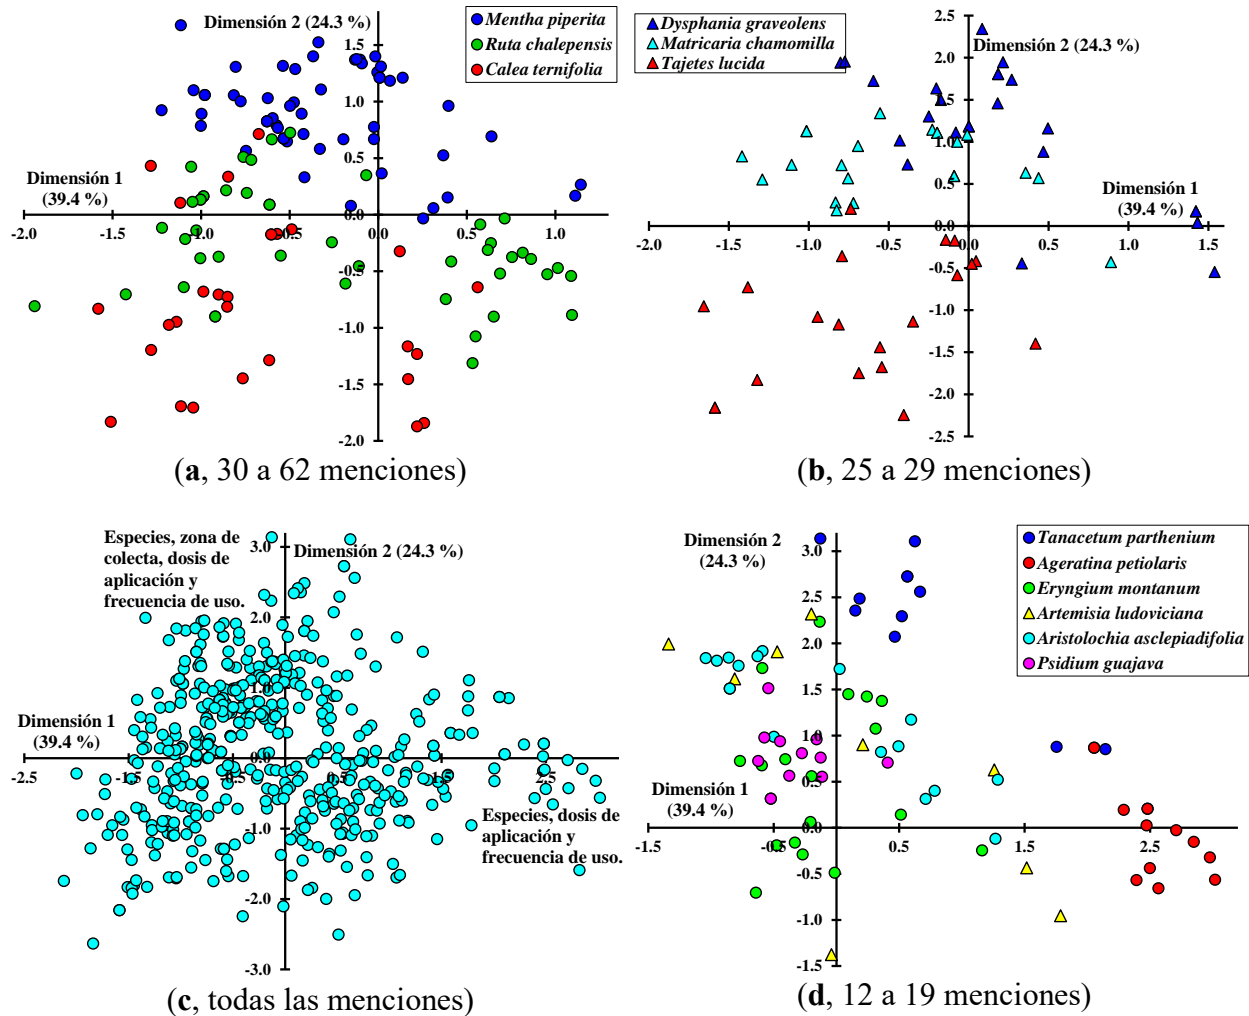 Dimensión 2 (24.3 %)
Mentha piperita
Ruta chalepensis
Calea ternifolia
1.5
1.0
0.5
Dimensión 1
(39.4 %)
-2.0 -1.5 -1.0 -0.5 0.0 0.5 1.0
-0.5
-1.0
-1.5
-2.0
(a, 30 a 62 menciones)
Dysphania graveolens
Matricaria chamomilla
Tajetes lucida
2.5
Dimensión 2 (24.3 %)
2.0
1.5
1.0
0.5
Dimensión 1
(39.4 %)
-2.0 -1.5 -1.0 -0.5 0.0 0.5 1.0 1.5
-0.5
-1.0
-1.5
-2.0
-2.5
(b, 25 a 29 menciones)
Especies, zona de
colecta, dosis de
aplicación y
frecuencia de uso.
3.0
Dimensión 2 (24.3 %)
2.0
1.0
Dimensión 1
(39.4 %)
0.0
-2.5 -1.5 -0.5 0.5 1.5 2.5
-1.0
-2.0
-3.0
Especies, dosis de
aplicación y
frecuencia de uso.
(c, todas las menciones)
Dimensión 2
(24.3 %)
Tanacetum parthenium
Ageratina petiolaris
Eryngium montanum
Artemisia ludoviciana
Aristolochia asclepiadifolia
Psidium guajava
3.0
2.5
2.0
1.5
1.0
0.5
Dimensión 1
(39.4 %)
0.0
-1.5 -0.5 0.5 1.5 2.5
-0.5
-1.0
-1.5
(d, 12 a 19 menciones)